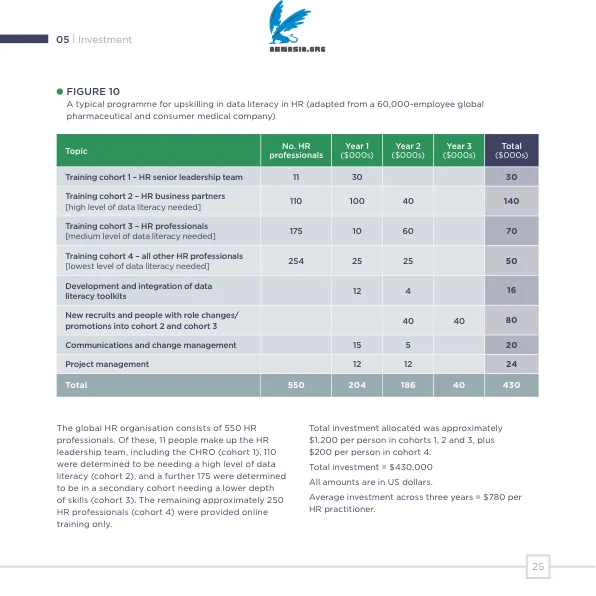 ABNASIA.ORG
05 | Investment
FIGURE 10
A typical programme for upskilling in data literacy in HR (adapted from a 60,000-employee global
pharmaceutical and consumer medical company)
Topic No. HR professionals Year 1 ($000s) Year 2 ($000s) Year 3 ($000s) Total ($000s)
Training cohort 1 – HR senior leadership team 11 30 30
Training cohort 2 – HR business partners
[high level of data literacy needed] 110 100 40 140
Training cohort 3 – HR professionals
[medium level of data literacy needed] 175 10 60 70
Training cohort 4 – all other HR professionals
[lowest level of data literacy needed] 254 25 25 50
Development and integration of data
literacy toolkits 12 4 16
New recruits and people with role changes/
promotions into cohort 2 and cohort 3 40 40 80
Communications and change management 15 5 20
Project management 12 12 24
Total 550 204 186 40 430
The global HR organisation consists of 550 HR
professionals. Of these, 11 people make up the HR
leadership team, including the CHRO (cohort 1), 110
were determined to be needing a high level of data
literacy (cohort 2), and a further 175 were determined
to be in a secondary cohort needing a lower depth
of skills (cohort 3). The remaining approximately 250
HR professionals (cohort 4) were provided online
training only.
Total investment allocated was approximately
$1,200 per person in cohorts 1, 2 and 3, plus
$200 per person in cohort 4.
Total investment = $430,000
All amounts are in US dollars.
Average investment across three years = $780 per
HR practitioner.
25